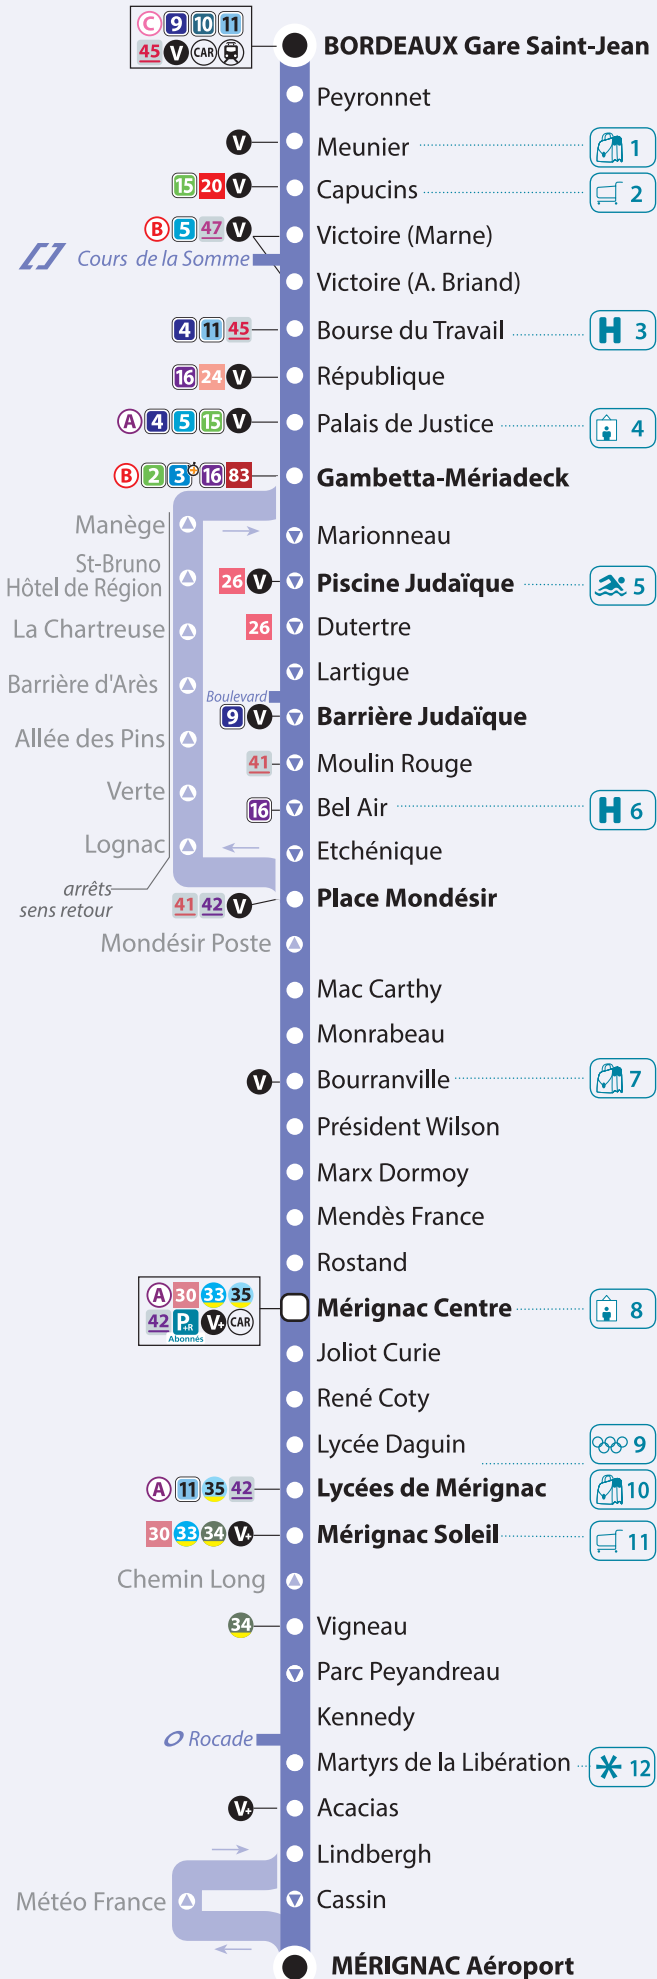 C 9 10 11
45 V CAR
BORDEAUX Gare Saint-Jean
Peyronnet
V Meunier 1
15 20 V Capucins 2
B 5 47 V Victoire (Marne)
Cours de la Somme
Victoire (A. Briand)
4 11 45 Bourse du Travail H 3
16 24 V République
A 4 5 15 V Palais de Justice 4
B 2 3+ 16 83 Gambetta-Mériadeck
Manège
Marionneau
St-Bruno
Hôtel de Région
26 V Piscine Judaïque 5
La Chartreuse
26 Dutertre
Lartigue
Barrière d'Arès
Boulevard
9 V Barrière Judaïque
Allée des Pins
41 Moulin Rouge
Verte
16 Bel Air H 6
Lognac
Etchénique
arrêts
sens retour
41 42 V Place Mondésir
Mondésir Poste
Mac Carthy
Monrabeau
V Bourranville 7
Président Wilson
Marx Dormoy
Mendès France
Rostand
A 30 33 35
42 P+R V+ CAR
Abonnés
Mérignac Centre 8
Joliot Curie
René Coty
Lycée Daguin 9
A 11 35 42 Lycées de Mérignac 10
30 33 34 V+ Mérignac Soleil 11
Chemin Long
34 Vigneau
Parc Peyandreau
Kennedy
Rocade
Martyrs de la Libération 12
V+ Acacias
Lindbergh
Météo France
Cassin
MÉRIGNAC Aéroport